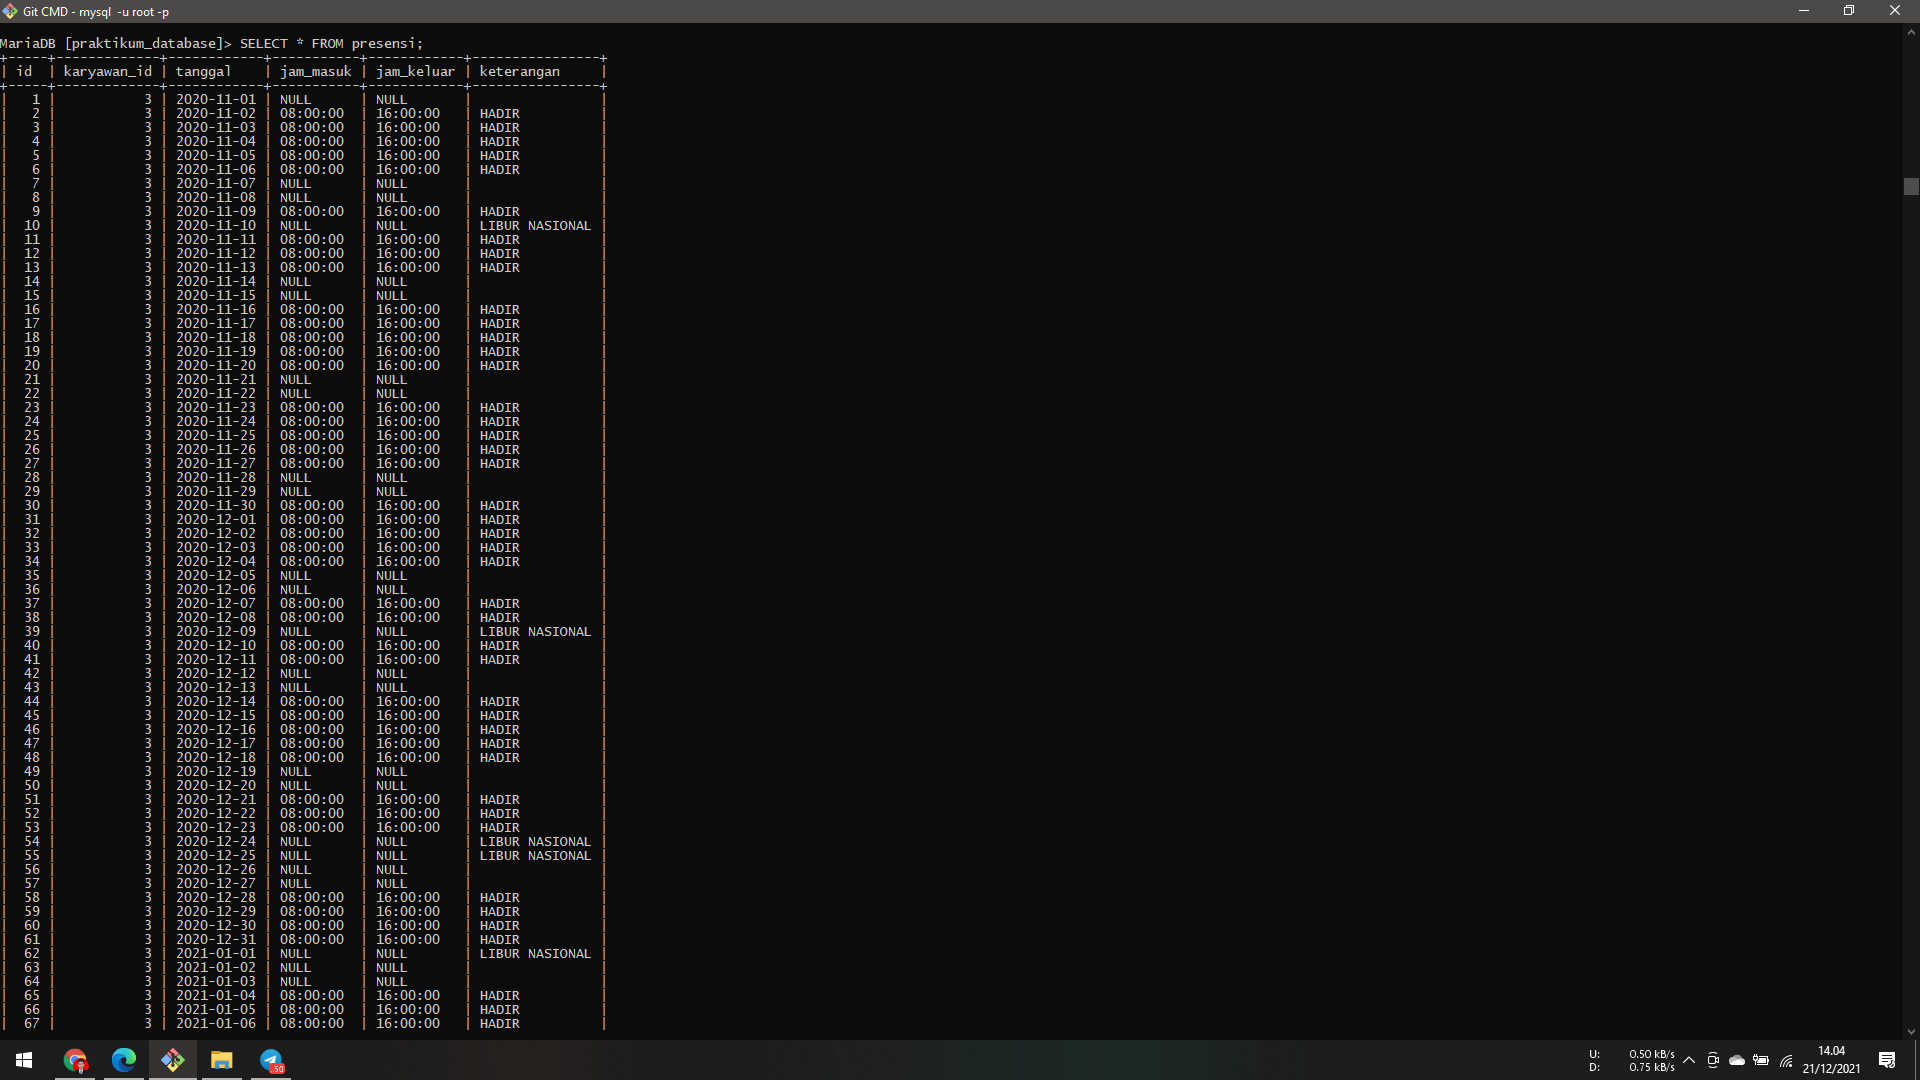 Git CMD - mysql  -u root -p
MariaDB [praktikum_database]> SELECT * FROM presensi;
+-----+-------------+------------+-----------+------------+----------------+
| id  | karyawan_id | tanggal    | jam_masuk | jam_keluar | keterangan     |
+-----+-------------+------------+-----------+------------+----------------+
|   1 |           3 | 2020-11-01 | NULL      | NULL       |                |
|   2 |           3 | 2020-11-02 | 08:00:00  | 16:00:00   | HADIR          |
|   3 |           3 | 2020-11-03 | 08:00:00  | 16:00:00   | HADIR          |
|   4 |           3 | 2020-11-04 | 08:00:00  | 16:00:00   | HADIR          |
|   5 |           3 | 2020-11-05 | 08:00:00  | 16:00:00   | HADIR          |
|   6 |           3 | 2020-11-06 | 08:00:00  | 16:00:00   | HADIR          |
|   7 |           3 | 2020-11-07 | NULL      | NULL       |                |
|   8 |           3 | 2020-11-08 | NULL      | NULL       |                |
|   9 |           3 | 2020-11-09 | 08:00:00  | 16:00:00   | HADIR          |
|  10 |           3 | 2020-11-10 | NULL      | NULL       | LIBUR NASIONAL |
|  11 |           3 | 2020-11-11 | 08:00:00  | 16:00:00   | HADIR          |
|  12 |           3 | 2020-11-12 | 08:00:00  | 16:00:00   | HADIR          |
|  13 |           3 | 2020-11-13 | 08:00:00  | 16:00:00   | HADIR          |
|  14 |           3 | 2020-11-14 | NULL      | NULL       |                |
|  15 |           3 | 2020-11-15 | NULL      | NULL       |                |
|  16 |           3 | 2020-11-16 | 08:00:00  | 16:00:00   | HADIR          |
|  17 |           3 | 2020-11-17 | 08:00:00  | 16:00:00   | HADIR          |
|  18 |           3 | 2020-11-18 | 08:00:00  | 16:00:00   | HADIR          |
|  19 |           3 | 2020-11-19 | 08:00:00  | 16:00:00   | HADIR          |
|  20 |           3 | 2020-11-20 | 08:00:00  | 16:00:00   | HADIR          |
|  21 |           3 | 2020-11-21 | NULL      | NULL       |                |
|  22 |           3 | 2020-11-22 | NULL      | NULL       |                |
|  23 |           3 | 2020-11-23 | 08:00:00  | 16:00:00   | HADIR          |
|  24 |           3 | 2020-11-24 | 08:00:00  | 16:00:00   | HADIR          |
|  25 |           3 | 2020-11-25 | 08:00:00  | 16:00:00   | HADIR          |
|  26 |           3 | 2020-11-26 | 08:00:00  | 16:00:00   | HADIR          |
|  27 |           3 | 2020-11-27 | 08:00:00  | 16:00:00   | HADIR          |
|  28 |           3 | 2020-11-28 | NULL      | NULL       |                |
|  29 |           3 | 2020-11-29 | NULL      | NULL       |                |
|  30 |           3 | 2020-11-30 | 08:00:00  | 16:00:00   | HADIR          |
|  31 |           3 | 2020-12-01 | 08:00:00  | 16:00:00   | HADIR          |
|  32 |           3 | 2020-12-02 | 08:00:00  | 16:00:00   | HADIR          |
|  33 |           3 | 2020-12-03 | 08:00:00  | 16:00:00   | HADIR          |
|  34 |           3 | 2020-12-04 | 08:00:00  | 16:00:00   | HADIR          |
|  35 |           3 | 2020-12-05 | NULL      | NULL       |                |
|  36 |           3 | 2020-12-06 | NULL      | NULL       |                |
|  37 |           3 | 2020-12-07 | 08:00:00  | 16:00:00   | HADIR          |
|  38 |           3 | 2020-12-08 | 08:00:00  | 16:00:00   | HADIR          |
|  39 |           3 | 2020-12-09 | NULL      | NULL       | LIBUR NASIONAL |
|  40 |           3 | 2020-12-10 | 08:00:00  | 16:00:00   | HADIR          |
|  41 |           3 | 2020-12-11 | 08:00:00  | 16:00:00   | HADIR          |
|  42 |           3 | 2020-12-12 | NULL      | NULL       |                |
|  43 |           3 | 2020-12-13 | NULL      | NULL       |                |
|  44 |           3 | 2020-12-14 | 08:00:00  | 16:00:00   | HADIR          |
|  45 |           3 | 2020-12-15 | 08:00:00  | 16:00:00   | HADIR          |
|  46 |           3 | 2020-12-16 | 08:00:00  | 16:00:00   | HADIR          |
|  47 |           3 | 2020-12-17 | 08:00:00  | 16:00:00   | HADIR          |
|  48 |           3 | 2020-12-18 | 08:00:00  | 16:00:00   | HADIR          |
|  49 |           3 | 2020-12-19 | NULL      | NULL       |                |
|  50 |           3 | 2020-12-20 | NULL      | NULL       |                |
|  51 |           3 | 2020-12-21 | 08:00:00  | 16:00:00   | HADIR          |
|  52 |           3 | 2020-12-22 | 08:00:00  | 16:00:00   | HADIR          |
|  53 |           3 | 2020-12-23 | 08:00:00  | 16:00:00   | HADIR          |
|  54 |           3 | 2020-12-24 | NULL      | NULL       | LIBUR NASIONAL |
|  55 |           3 | 2020-12-25 | NULL      | NULL       | LIBUR NASIONAL |
|  56 |           3 | 2020-12-26 | NULL      | NULL       |                |
|  57 |           3 | 2020-12-27 | NULL      | NULL       |                |
|  58 |           3 | 2020-12-28 | 08:00:00  | 16:00:00   | HADIR          |
|  59 |           3 | 2020-12-29 | 08:00:00  | 16:00:00   | HADIR          |
|  60 |           3 | 2020-12-30 | 08:00:00  | 16:00:00   | HADIR          |
|  61 |           3 | 2020-12-31 | 08:00:00  | 16:00:00   | HADIR          |
|  62 |           3 | 2021-01-01 | NULL      | NULL       | LIBUR NASIONAL |
|  63 |           3 | 2021-01-02 | NULL      | NULL       |                |
|  64 |           3 | 2021-01-03 | NULL      | NULL       |                |
|  65 |           3 | 2021-01-04 | 08:00:00  | 16:00:00   | HADIR          |
|  66 |           3 | 2021-01-05 | 08:00:00  | 16:00:00   | HADIR          |
|  67 |           3 | 2021-01-06 | 08:00:00  | 16:00:00   | HADIR          |
.50
U: 0.50 kB/s
D: 0.75 kB/s
14.04
21/12/2021